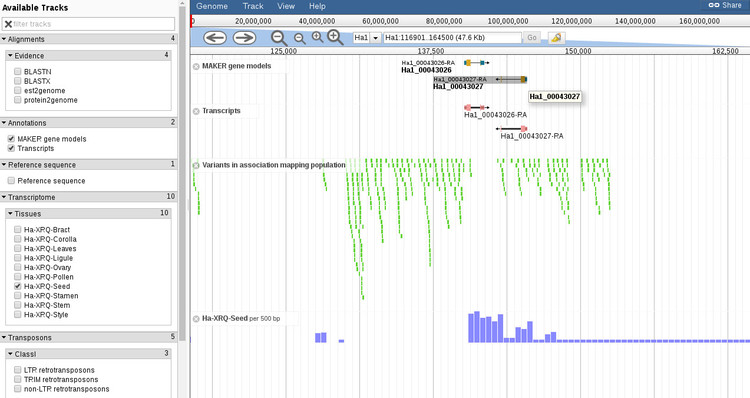 Available Tracks
filter tracks
Alignments 4
Evidence 4
BLASTN
BLASTX
est2genome
protein2genome
Annotations 2
MAKER gene models
Transcripts
Reference sequence 1
Reference sequence
Transcriptome 10
Tissues 10
Ha-XRQ-Bract
Ha-XRQ-Corolla
Ha-XRQ-Leaves
Ha-XRQ-Ligule
Ha-XRQ-Ovary
Ha-XRQ-Pollen
Ha-XRQ-Seed
Ha-XRQ-Stamen
Ha-XRQ-Stem
Ha-XRQ-Style
Transposons 5
ClassI 3
LTR retrotransposons
TRIM retrotransposons
non-LTR retrotransposons
Genome Track View Help Share
0 20,000,000 40,000,000 60,000,000 80,000,000 100,000,000 120,000,000 140,000,000 160,000,000
Ha1 Ha1:116901..164500 (47.6 Kb) Go
125,000 137,500 150,000 162,500
MAKER gene models
Ha1_00043026-RA
Ha1_00043026
Ha1_00043027-RA
Ha1_00043027
Ha1_00043027
Transcripts
Ha1_00043026-RA
Ha1_00043027-RA
Variants in association mapping population
Ha-XRQ-Seed per 500 bp